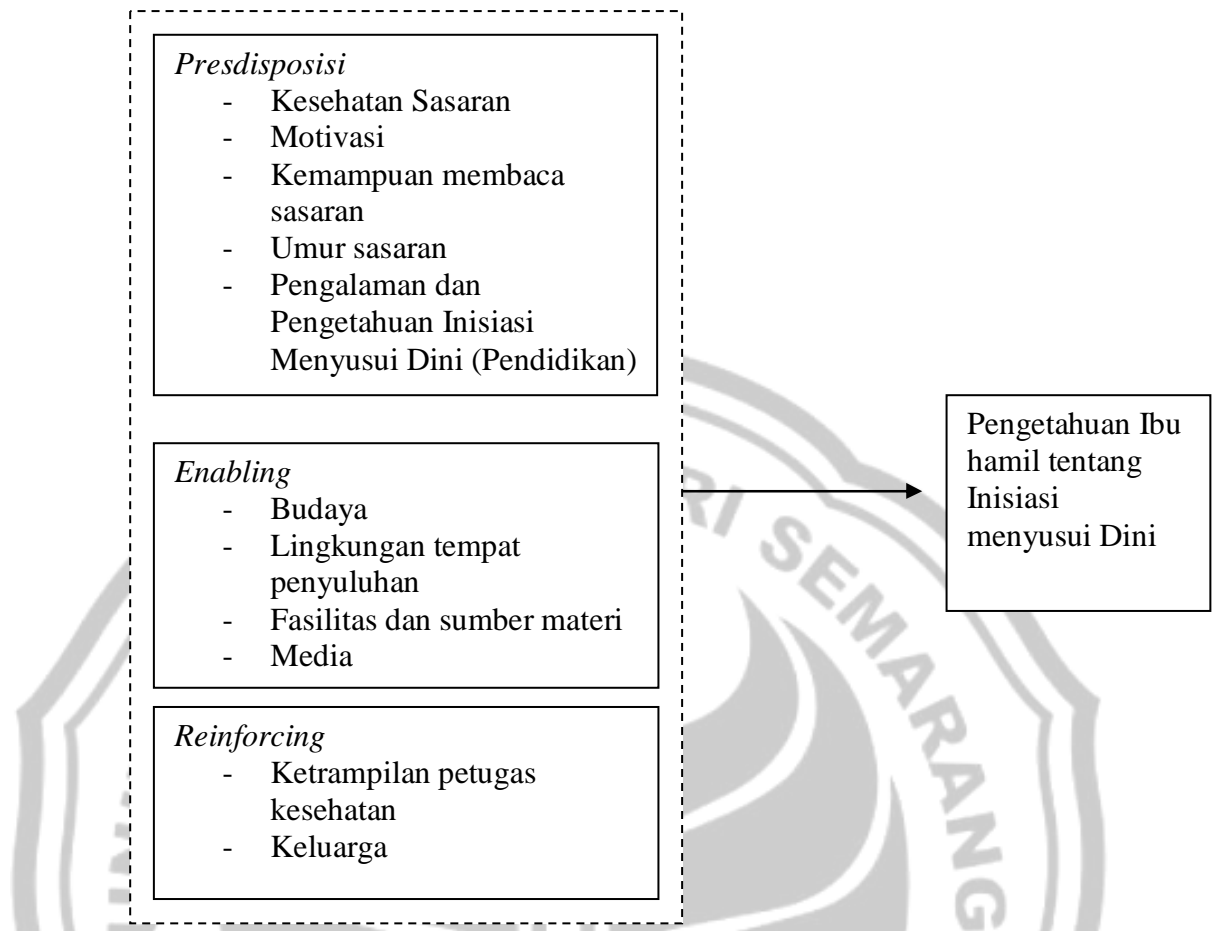 Presdisposisi
- Kesehatan Sasaran
- Motivasi
- Kemampuan membaca
sasaran
- Umur sasaran
- Pengalaman dan
Pengetahuan Inisiasi
Menyusui Dini (Pendidikan)
Enabling
- Budaya
- Lingkungan tempat
penyuluhan
- Fasilitas dan sumber materi
- Media
Reinforcing
- Ketrampilan petugas
kesehatan
- Keluarga
Pengetahuan Ibu
hamil tentang
Inisiasi
menyusui Dini
SEMARANG